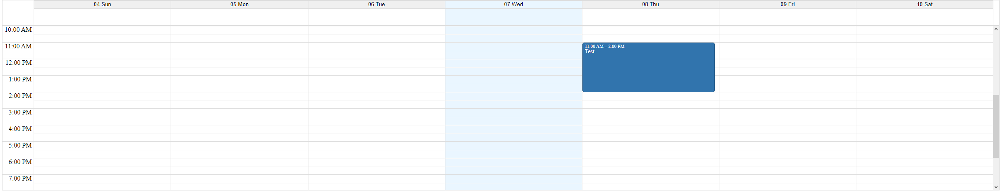 04 Sun
05 Mon
06 Tue
07 Wed
08 Thu
09 Fri
10 Sat
10:00 AM
11:00 AM
11:00 AM – 2:00 PM
Test
12:00 PM
1:00 PM
2:00 PM
3:00 PM
4:00 PM
5:00 PM
6:00 PM
7:00 PM